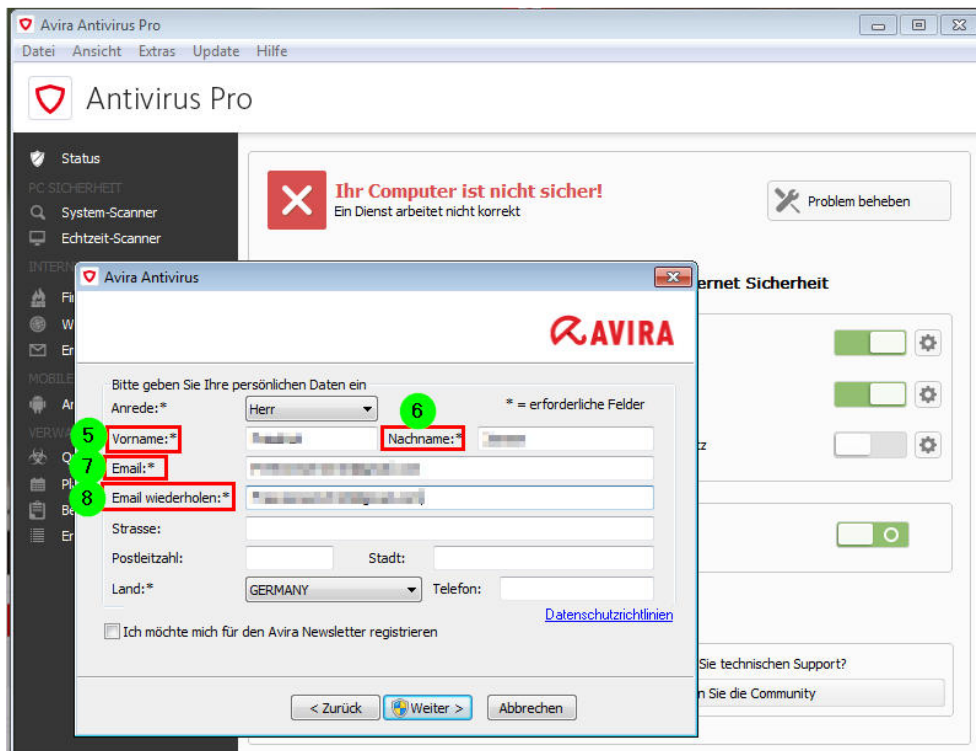 Avira Antivirus Pro
Datei Ansicht Extras Update Hilfe
Antivirus Pro
Status
PC SICHERHEIT
System-Scanner
Echtzeit-Scanner
Ihr Computer ist nicht sicher!
Ein Dienst arbeitet nicht korrekt
Problem beheben
ernet Sicherheit
Avira Antivirus
AVIRA
Bitte geben Sie Ihre persönlichen Daten ein
Anrede:* Herr * = erforderliche Felder
6
5 Vorname:* Nachname:*
7 Email:*
8 Email wiederholen:*
Strasse:
Postleitzahl: Stadt:
Land:* GERMANY Telefon:
Datenschutzrichtlinien
Ich möchte mich für den Avira Newsletter registrieren
< Zurück Weiter > Abbrechen
Sie technischen Support?
n Sie die Community